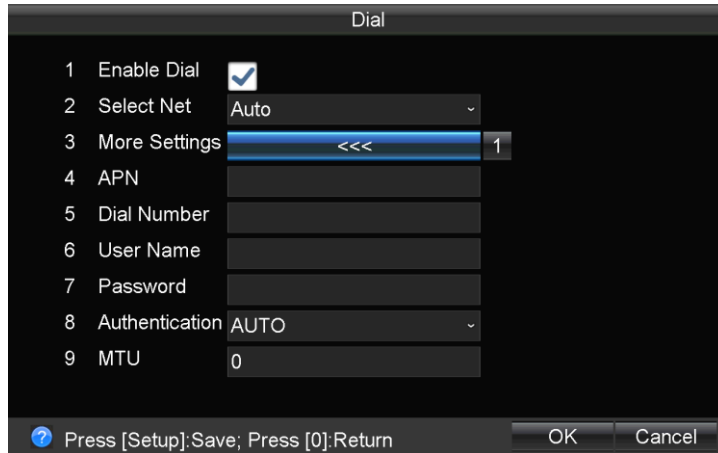 Dial
1 Enable Dial
2 Select Net Auto
3 More Settings <<< 1
4 APN
5 Dial Number
6 User Name
7 Password
8 Authentication AUTO
9 MTU 0
? Press [Setup]:Save; Press [0]:Return OK Cancel